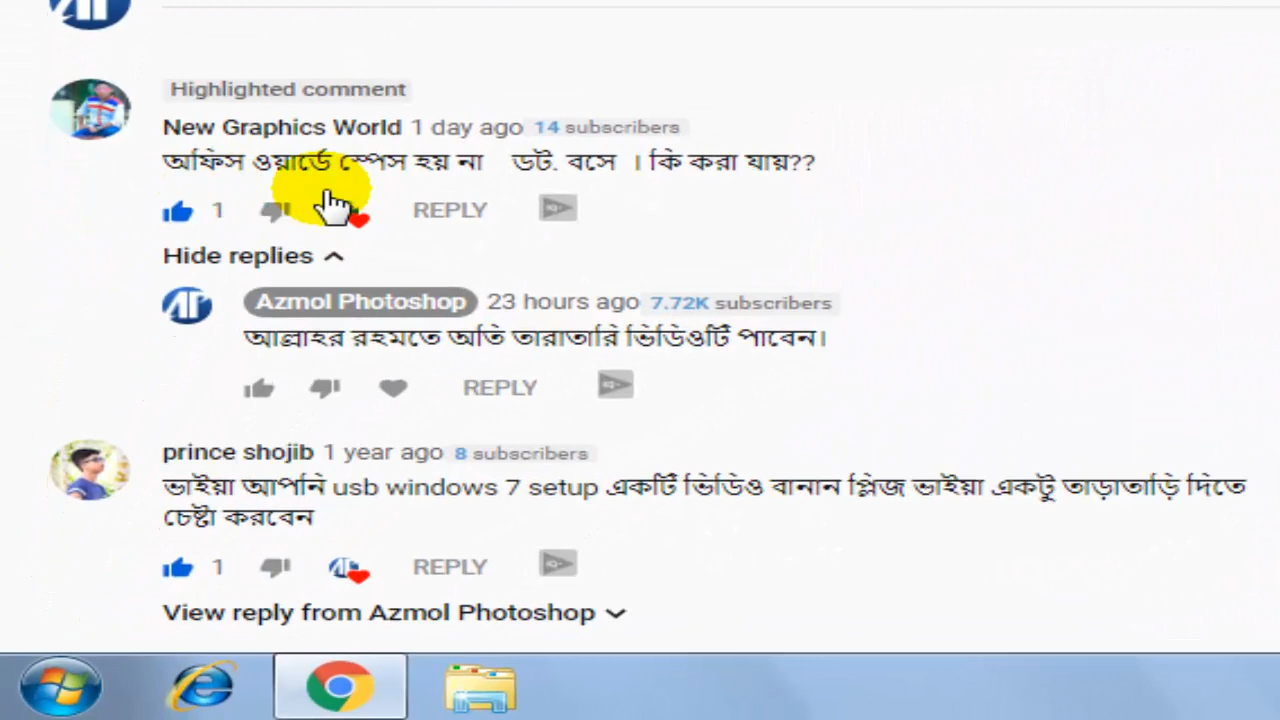 Highlighted comment
New Graphics World 1 day ago 14 subscribers
অফিস ওয়ার্ডে স্পেস হয় না ডট. বসে । কি করা যায়??
1 REPLY
Hide replies
Azmol Photoshop 23 hours ago 7.72K subscribers
আল্লাহর রহমতে অতি তারাতারি ভিডিওটি পাবেন।
REPLY
prince shojib 1 year ago 8 subscribers
ভাইয়া আপনি usb windows 7 setup একটি ভিডিও বানান প্লিজ ভাইয়া একটু তাড়াতাড়ি দিতে
চেষ্টা করবেন
1 REPLY
View reply from Azmol Photoshop